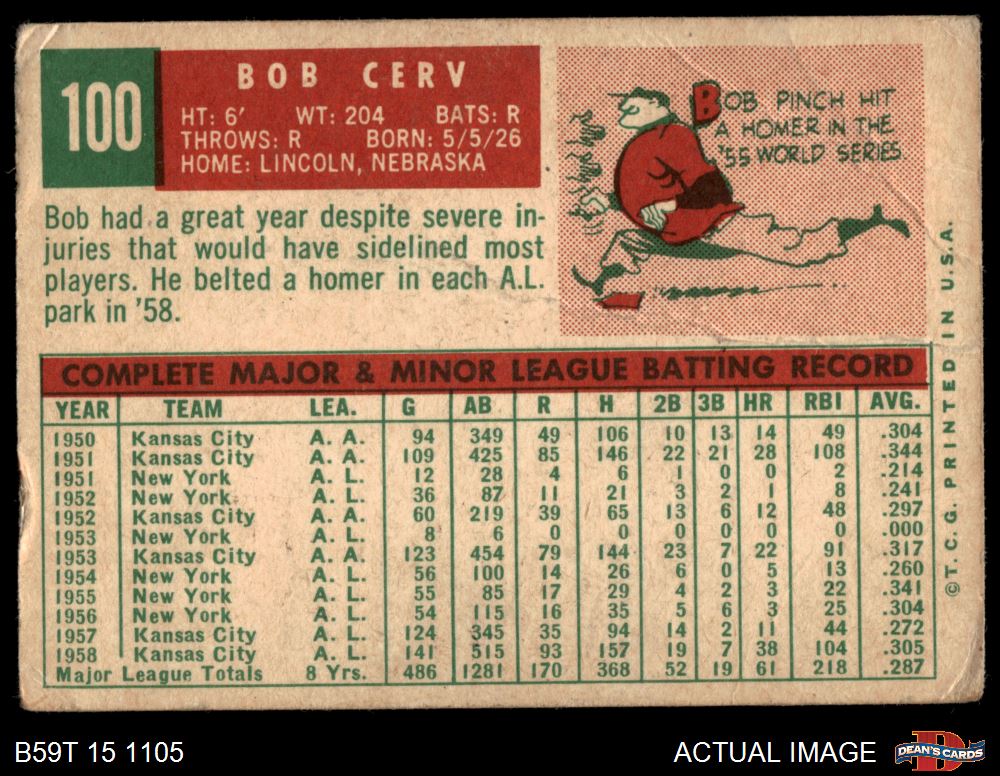 100
BOB CERV
HT: 6' WT: 204 BATS: R
THROWS: R BORN: 5/5/26
HOME: LINCOLN, NEBRASKA
BOB PINCH HIT
A HOMER IN THE
'55 WORLD SERIES
Bob had a great year despite severe in-
juries that would have sidelined most
players. He belted a homer in each A.L.
park in '58.
COMPLETE MAJOR & MINOR LEAGUE BATTING RECORD
YEAR TEAM LEA. G AB R H 2B 3B HR RBI AVG.
1950 Kansas City A. A. 94 349 49 106 10 13 14 49 .304
1951 Kansas City A. A. 109 425 85 146 22 21 28 108 .344
1951 New York A. L. 12 28 4 6 1 0 0 2 .214
1952 New York A. L. 36 87 11 21 3 2 1 8 .241
1952 Kansas City A. A. 60 219 39 65 13 6 12 48 .297
1953 New York A. L. 8 6 0 0 0 0 0 0 .000
1953 Kansas City A. A. 123 454 79 144 23 7 22 91 .317
1954 New York A. L. 56 100 14 26 6 0 5 13 .260
1955 New York A. L. 55 85 17 29 4 2 3 22 .341
1956 New York A. L. 54 115 16 35 5 6 3 25 .304
1957 Kansas City A. L. 124 345 35 94 14 2 11 44 .272
1958 Kansas City A. L. 141 515 93 157 19 7 38 104 .305
Major League Totals 8 Yrs. 486 1281 170 368 52 19 61 218 .287
©T. C. G. PRINTED IN U.S.A.
B59T 15 1105
ACTUAL IMAGE
D
DEAN'S CARDS